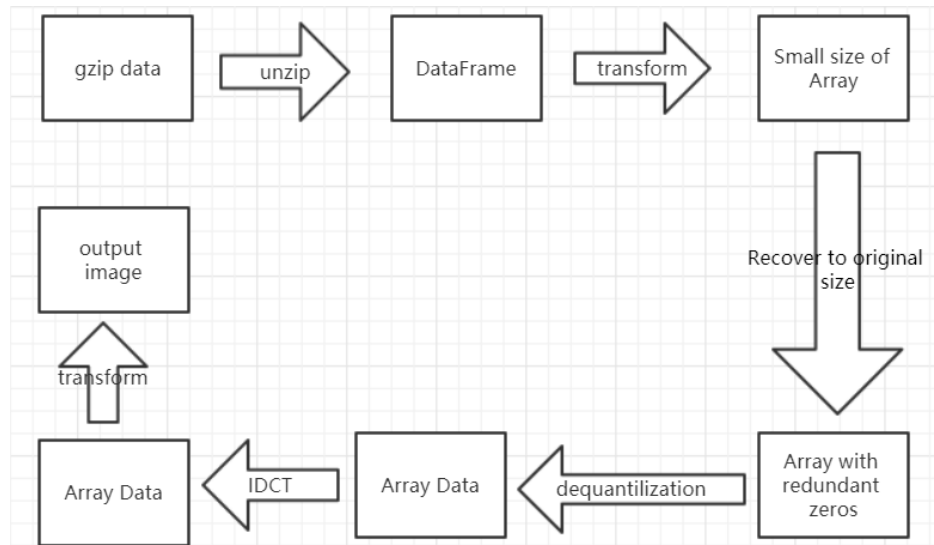 gzip data
unzip
DataFrame
transform
Small size of
Array
Recover to original
size
Array with
redundant
zeros
dequantilization
Array Data
IDCT
Array Data
transform
output
image